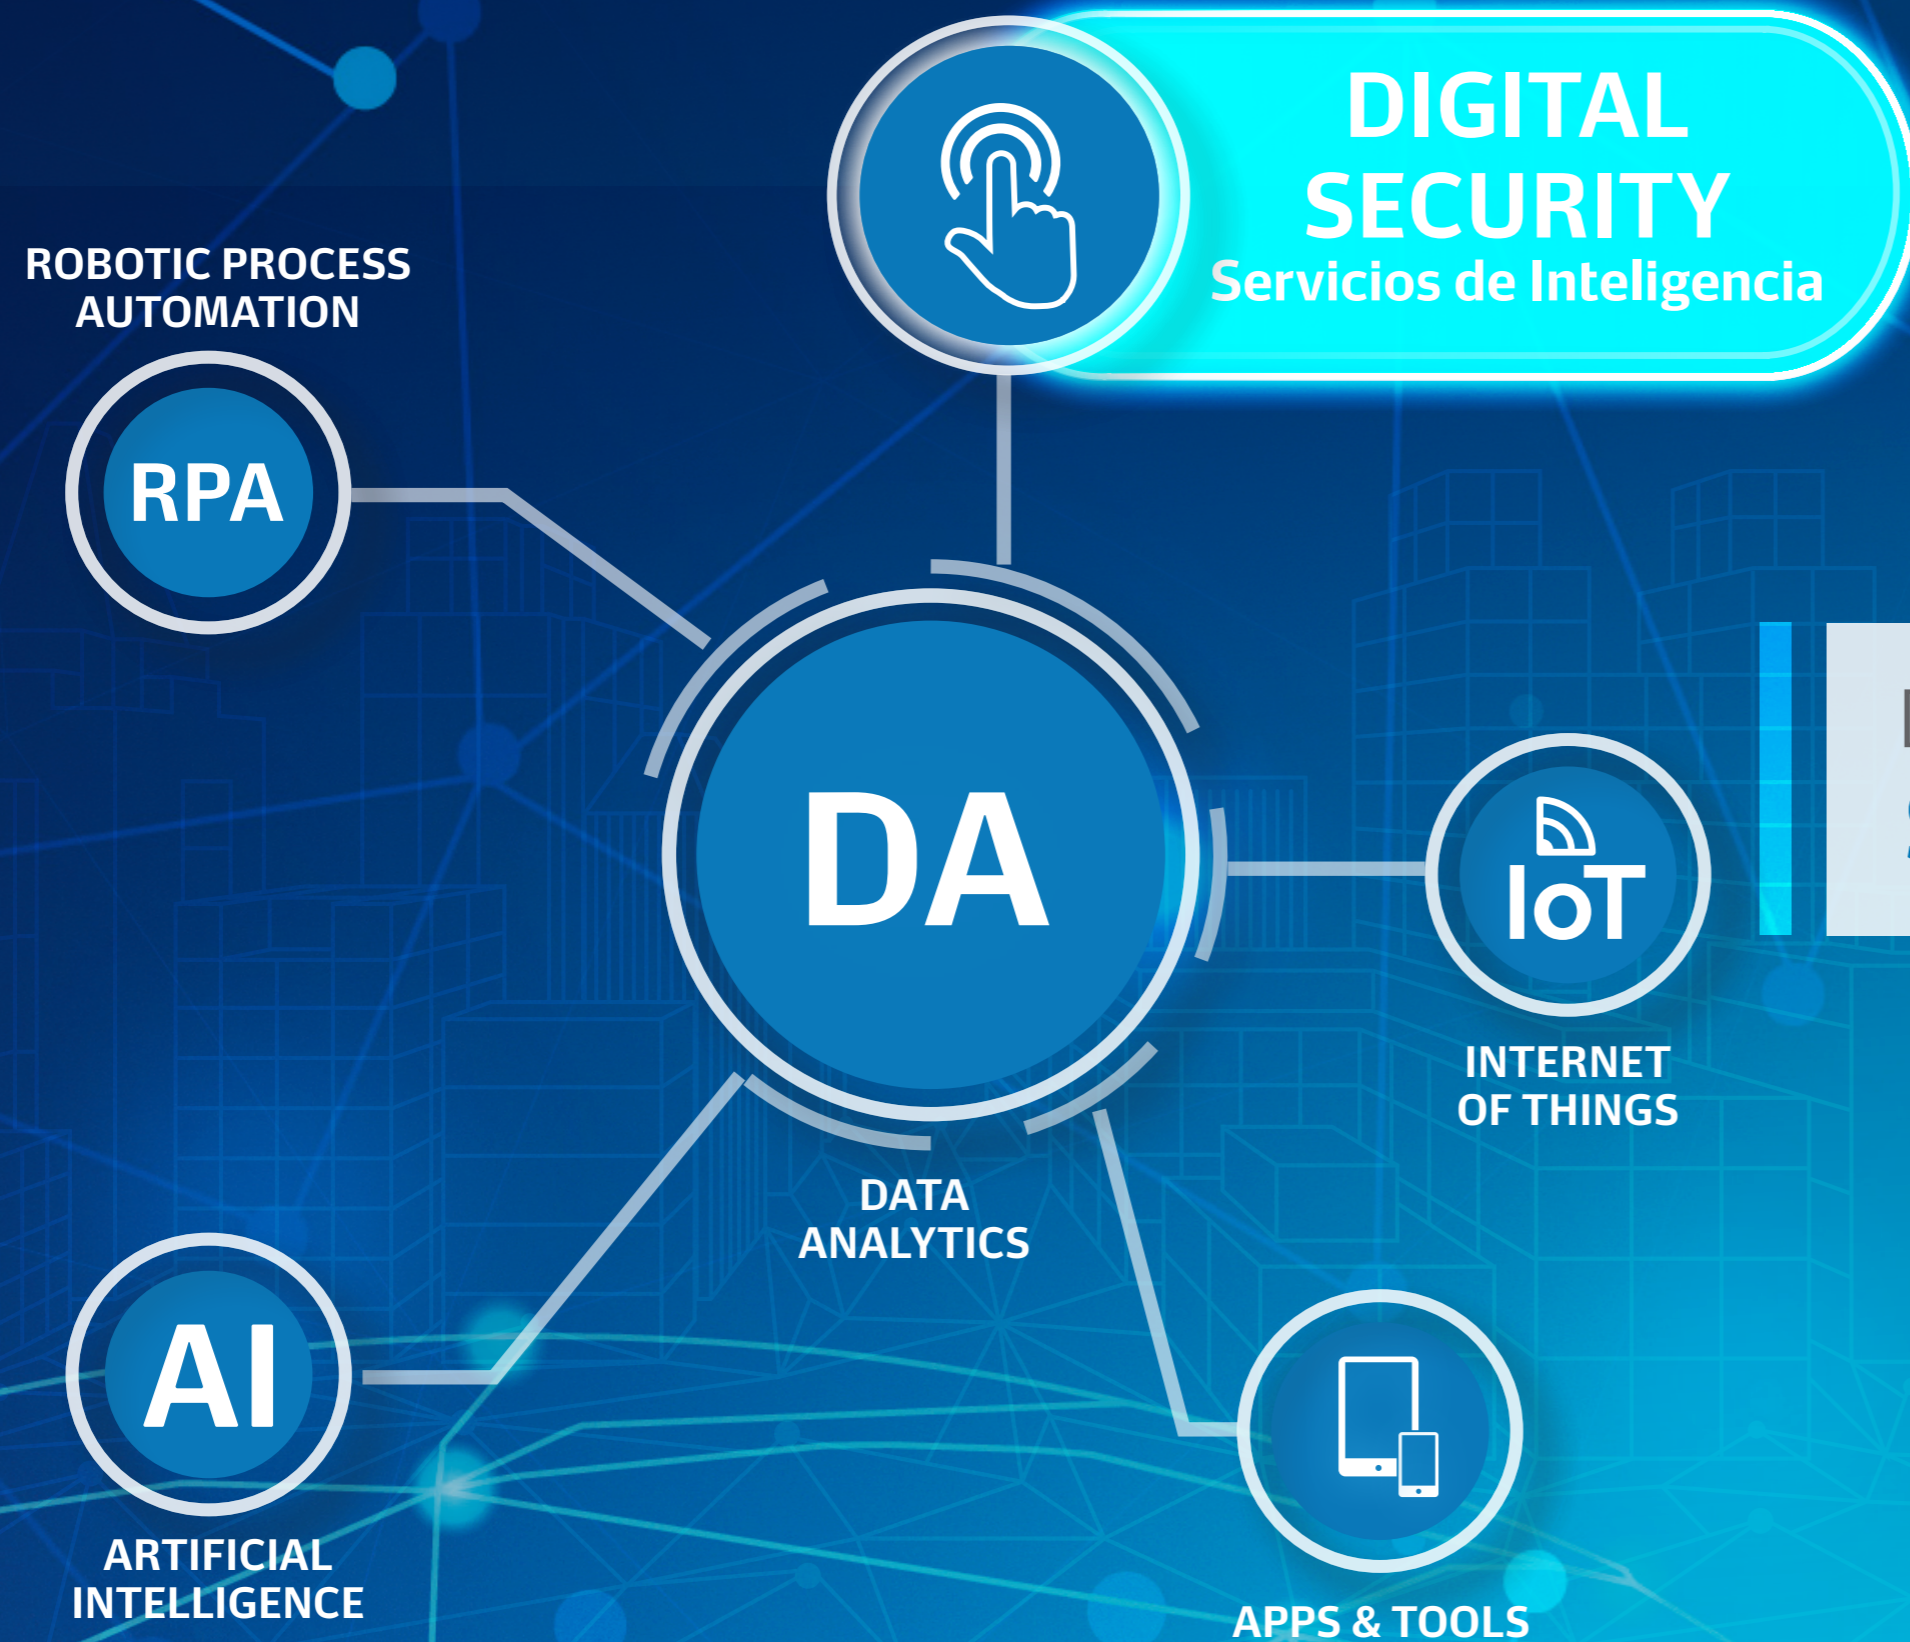 DIGITAL
SECURITY
Servicios de Inteligencia
ROBOTIC PROCESS
AUTOMATION
RPA
DA
IoT
INTERNET
OF THINGS
DATA
ANALYTICS
AI
ARTIFICIAL
INTELLIGENCE
APPS & TOOLS